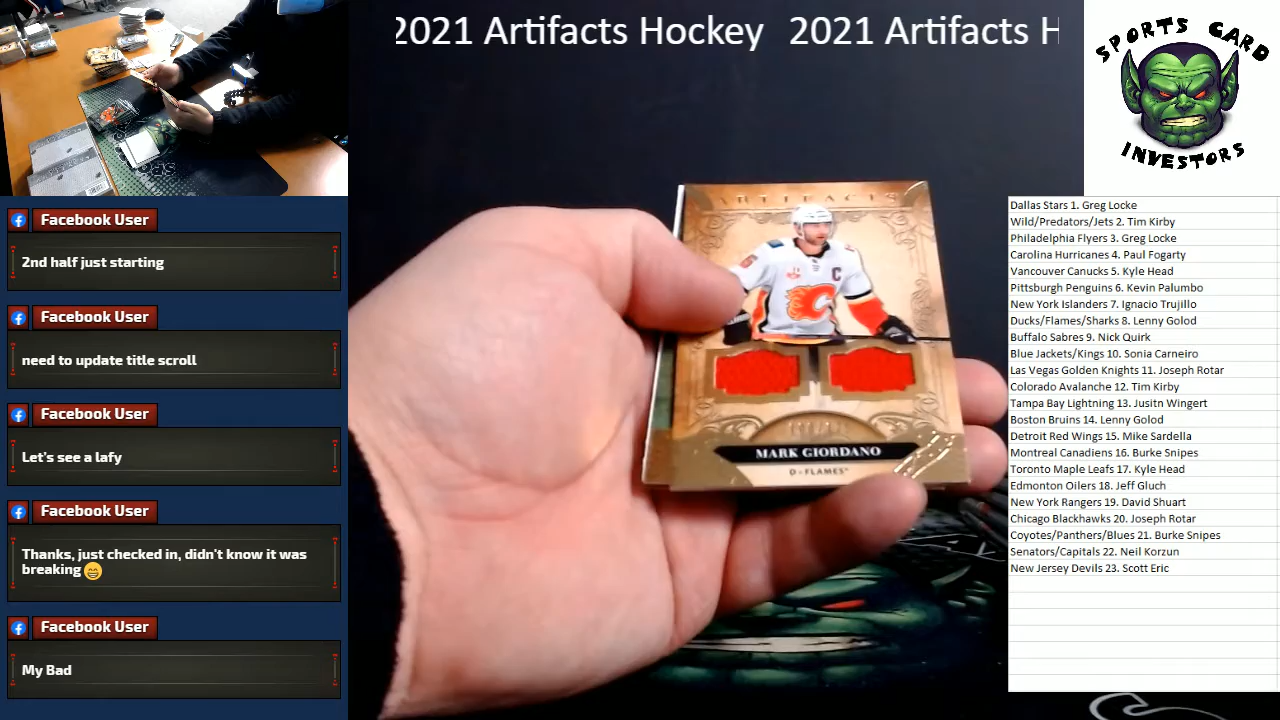 2021 Artifacts Hockey 2021 Artifacts H
SPORTS CARD
INVESTORS
Facebook User
2nd half just starting
Facebook User
need to update title scroll
Facebook User
Let's see a lafy
Facebook User
Thanks, just checked in, didn't know it was
breaking 😁
Facebook User
My Bad
ARTIFACTS
MARK GIORDANO
D - FLAMES
Dallas Stars 1. Greg Locke
Wild/Predators/Jets 2. Tim Kirby
Philadelphia Flyers 3. Greg Locke
Carolina Hurricanes 4. Paul Fogarty
Vancouver Canucks 5. Kyle Head
Pittsburgh Penguins 6. Kevin Palumbo
New York Islanders 7. Ignacio Trujillo
Ducks/Flames/Sharks 8. Lenny Golod
Buffalo Sabres 9. Nick Quirk
Blue Jackets/Kings 10. Sonia Carneiro
Las Vegas Golden Knights 11. Joseph Rotar
Colorado Avalanche 12. Tim Kirby
Tampa Bay Lightning 13. Jusitn Wingert
Boston Bruins 14. Lenny Golod
Detroit Red Wings 15. Mike Sardella
Montreal Canadiens 16. Burke Snipes
Toronto Maple Leafs 17. Kyle Head
Edmonton Oilers 18. Jeff Gluch
New York Rangers 19. David Shuart
Chicago Blackhawks 20. Joseph Rotar
Coyotes/Panthers/Blues 21. Burke Snipes
Senators/Capitals 22. Neil Korzun
New Jersey Devils 23. Scott Eric